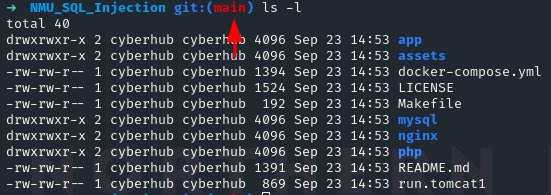 ➜ NMU_SQL_Injection git:(main) ls -l
total 40
drwxrwxr-x 2 cyberhub cyberhub 4096 Sep 23 14:53 app
drwxrwxr-x 2 cyberhub cyberhub 4096 Sep 23 14:53 assets
-rw-rw-r-- 1 cyberhub cyberhub 1394 Sep 23 14:53 docker-compose.yml
-rw-rw-r-- 1 cyberhub cyberhub 1524 Sep 23 14:53 LICENSE
-rw-rw-r-- 1 cyberhub cyberhub 192 Sep 23 14:53 Makefile
drwxrwxr-x 2 cyberhub cyberhub 4096 Sep 23 14:53 mysql
drwxrwxr-x 2 cyberhub cyberhub 4096 Sep 23 14:53 nginx
drwxrwxr-x 2 cyberhub cyberhub 4096 Sep 23 14:53 php
-rw-rw-r-- 1 cyberhub cyberhub 1391 Sep 23 14:53 README.md
-rw-rw-r-- 1 cyberhub cyberhub 869 Sep 23 14:53 run.tomcat1